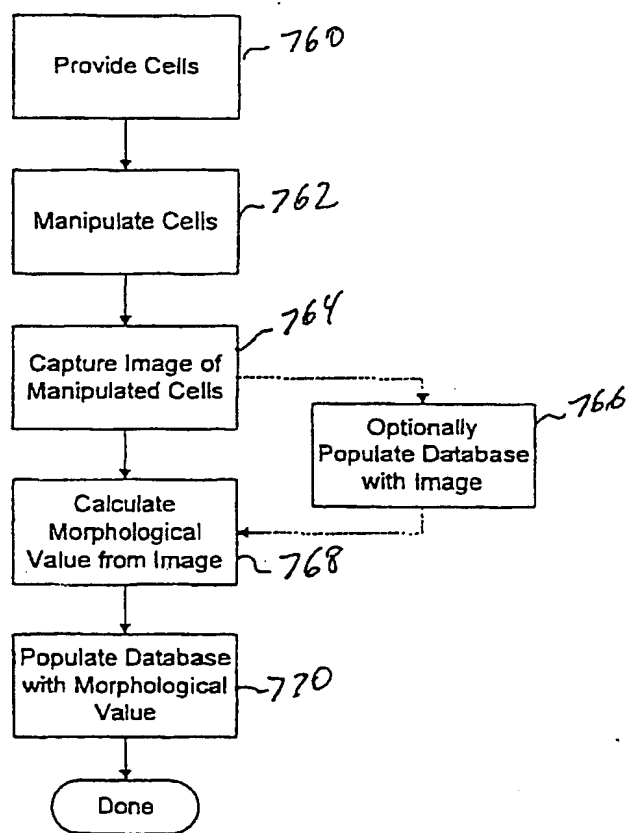 760
Provide Cells
762
Manipulate Cells
764
Capture Image of
Manipulated Cells
766
Optionally
Populate Database
with Image
Calculate
Morphological
Value from Image
768
Populate Database
with Morphological
Value
770
Done